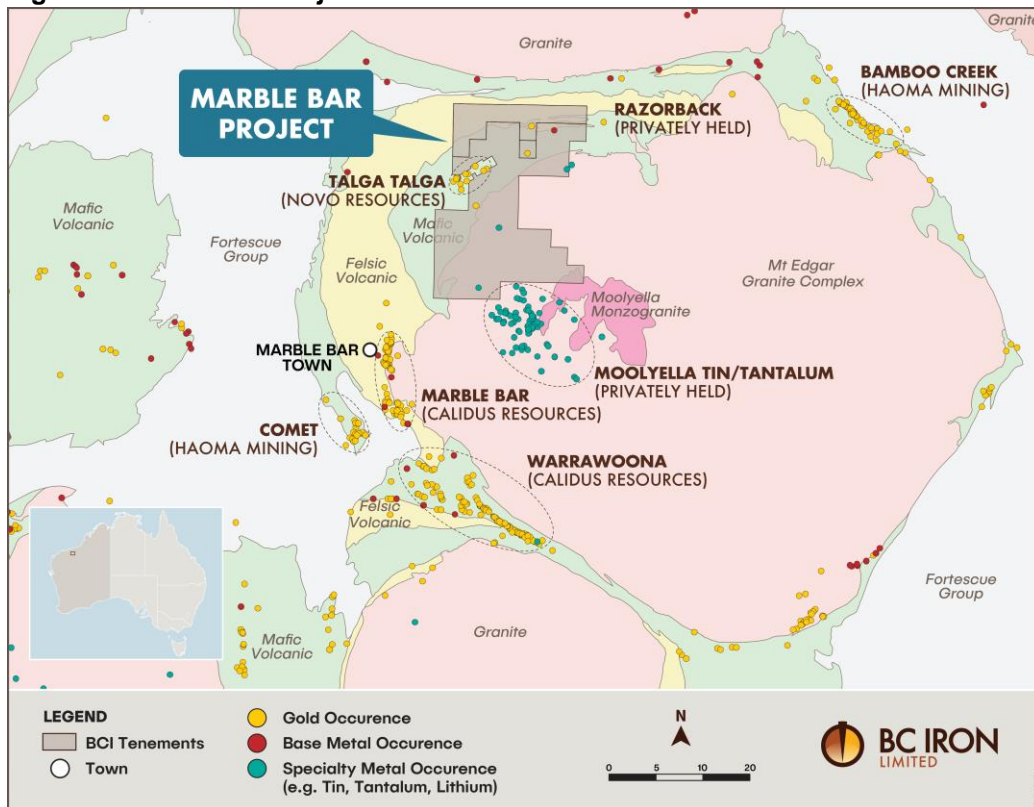 Granite
Granite
MARBLE BAR
PROJECT
BAMBOO CREEK
(HAOMA MINING)
RAZORBACK
(PRIVATELY HELD)
TALGA TALGA
(NOVO RESOURCES)
Mafic
Volcanic
Mafic
Volcanic
Fortescue
Group
Felsic
Volcanic
Mt Edgar
Granite Complex
Moolyella
Monzogranite
MARBLE BAR
TOWN
MOOLYELLA TIN/TANTALUM
(PRIVATELY HELD)
MARBLE BAR
(CALIDUS RESOURCES)
COMET
(HAOMA MINING)
WARRAWOONA
(CALIDUS RESOURCES)
Felsic
Volcanic
Fortescue
Group
Mafic
Volcanic
Granite
LEGEND
BCI Tenements
Town
Gold Occurence
Base Metal Occurence
Specialty Metal Occurence
(e.g. Tin, Tantalum, Lithium)
N
0 5 10 20
BC IRON
LIMITED